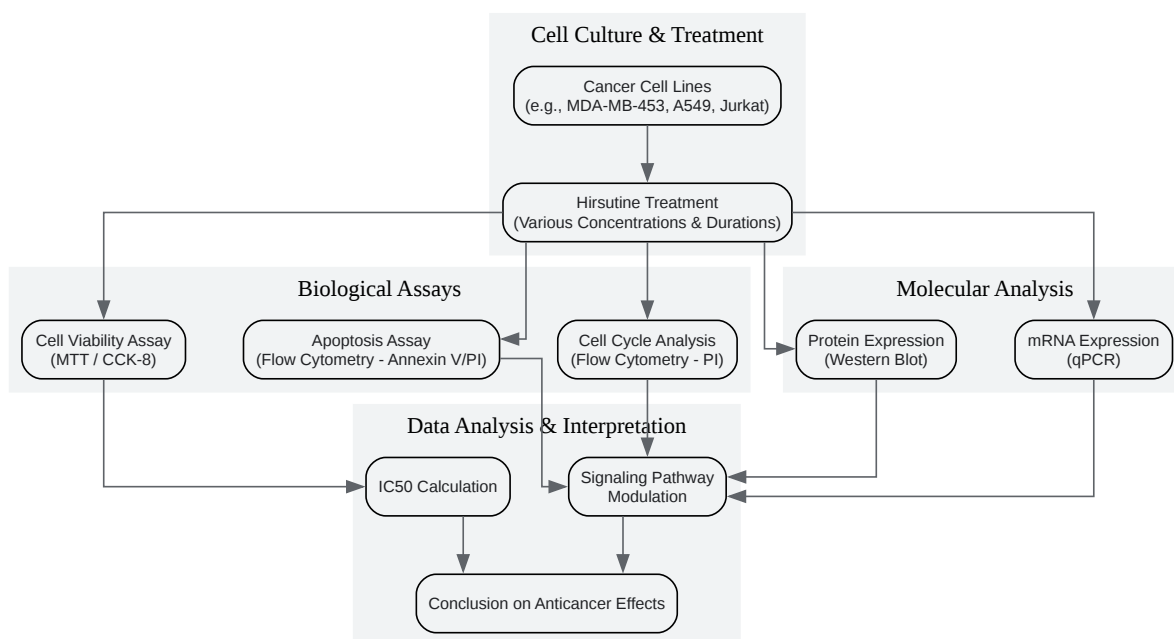 Cell Culture & Treatment
Cancer Cell Lines
(e.g., MDA-MB-453, A549, Jurkat)
Hirsutine Treatment
(Various Concentrations & Durations)
Biological Assays
Molecular Analysis
Cell Viability Assay
(MTT / CCK-8)
Apoptosis Assay
(Flow Cytometry - Annexin V/PI)
Cell Cycle Analysis
(Flow Cytometry - PI)
Protein Expression
(Western Blot)
mRNA Expression
(qPCR)
Data Analysis & Interpretation
IC50 Calculation
Signaling Pathway
Modulation
Conclusion on Anticancer Effects